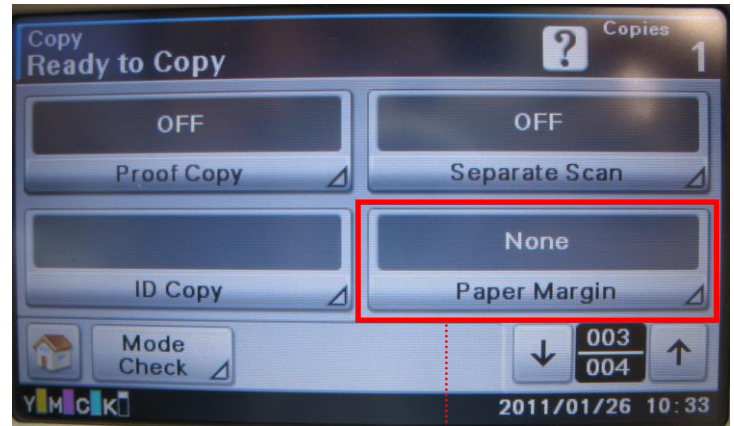 Copy
Ready to Copy
?
Copies
1
OFF
Proof Copy
OFF
Separate Scan
ID Copy
None
Paper Margin
Mode
Check
↓
003
004
↑
Y M C K
2011/01/26 10:33